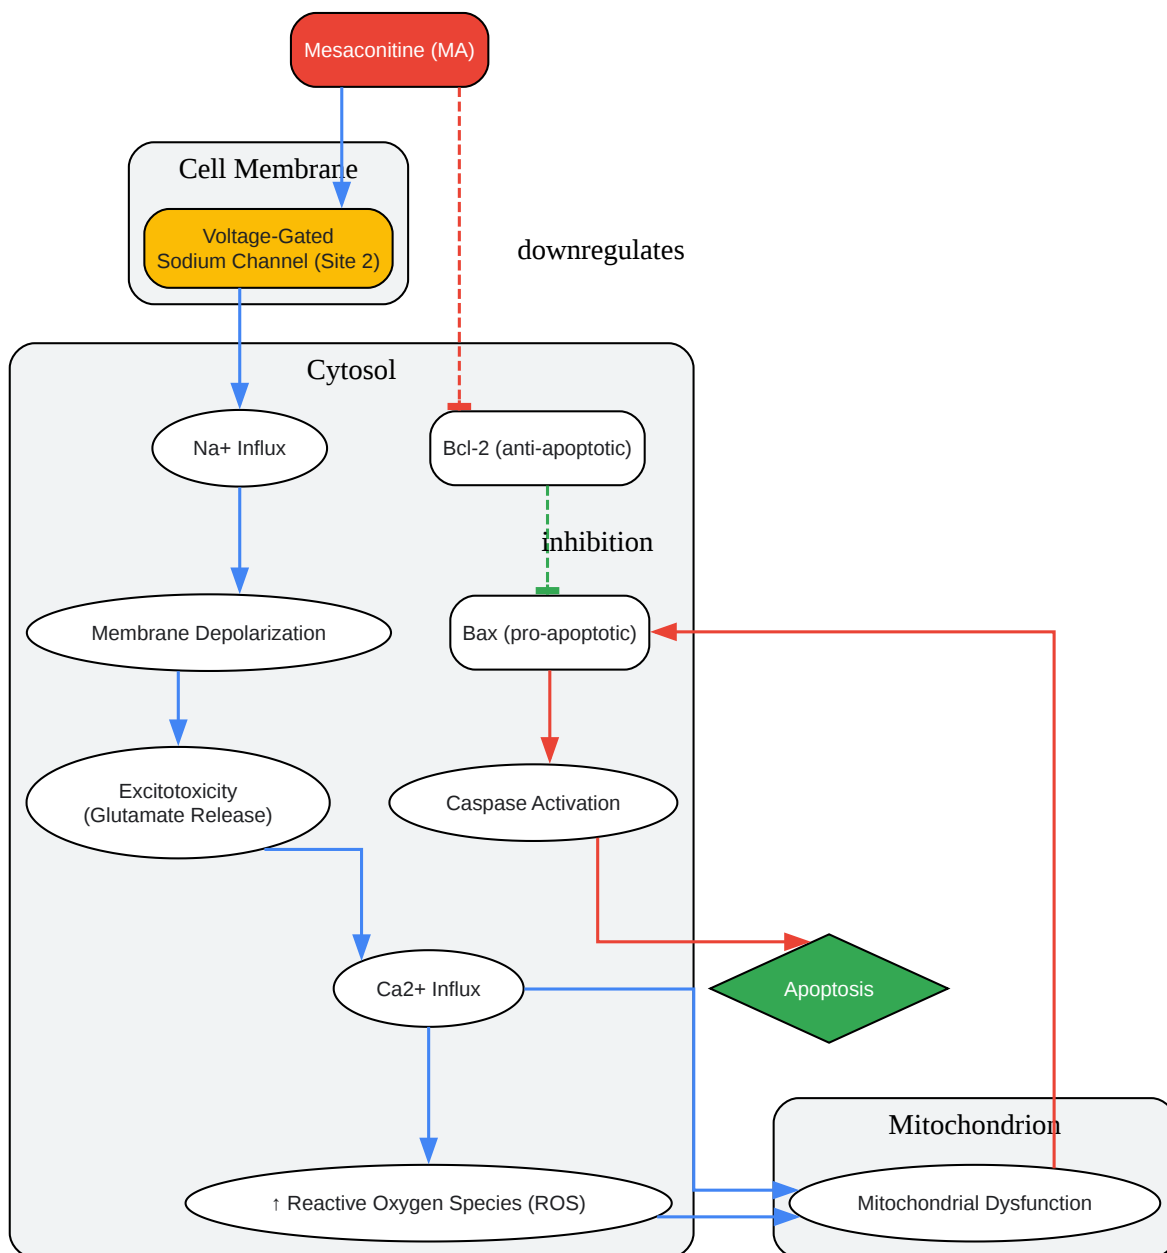 Mesaconitine (MA)
Cell Membrane
Voltage-Gated
Sodium Channel (Site 2)
downregulates
Cytosol
Na+ Influx
Bcl-2 (anti-apoptotic)
inhibition
Membrane Depolarization
Bax (pro-apoptotic)
Excitotoxicity
(Glutamate Release)
Caspase Activation
Ca2+ Influx
Apoptosis
Mitochondrion
↑ Reactive Oxygen Species (ROS)
Mitochondrial Dysfunction